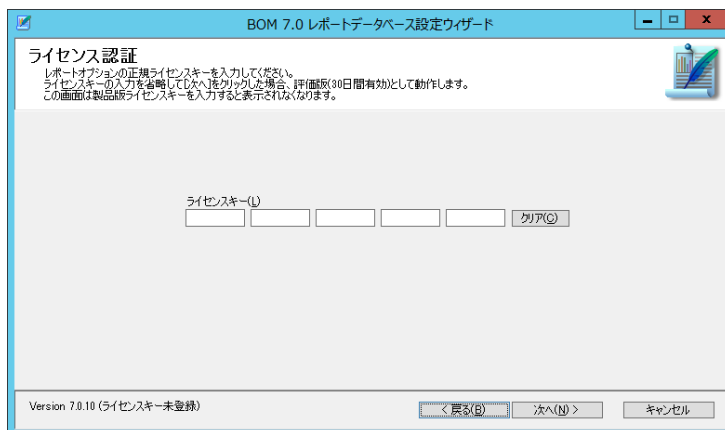 BOM 7.0 レポートデータベース設定ウィザード
ライセンス認証
レポートオプションの正規ライセンスキーを入力してください。
ライセンスキーの入力を省略して[次へ]をクリックした場合、評価版(30日間有効)として動作します。
この画面は製品版ライセンスキーを入力すると表示されなくなります。
ライセンスキー(L)
クリア(C)
Version 7.0.10 (ライセンスキー未登録)
< 戻る(B) 次へ(N) > キャンセル